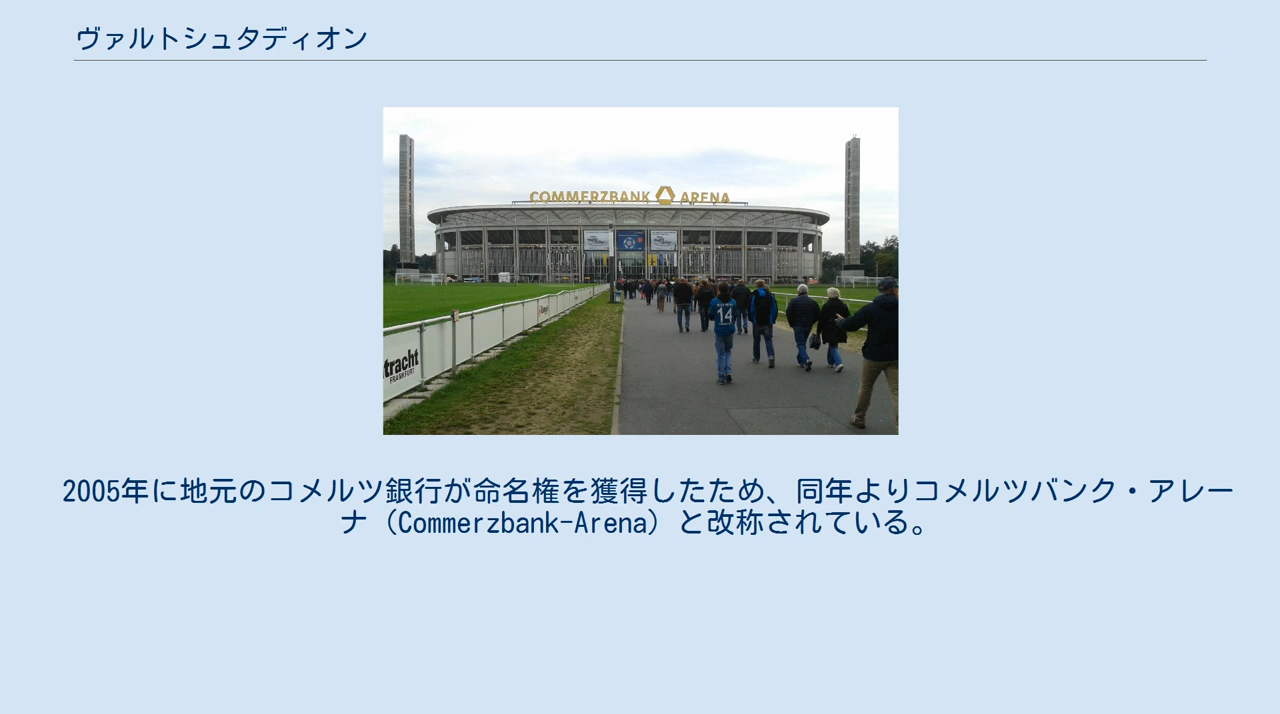 ヴァルトシュタディオン
COMMERZBANK ARENA
14
tracht
FRANKFURT
2005年に地元のコメルツ銀行が命名権を獲得したため、同年よりコメルツバンク・アレー
ナ（Commerzbank-Arena）と改称されている。